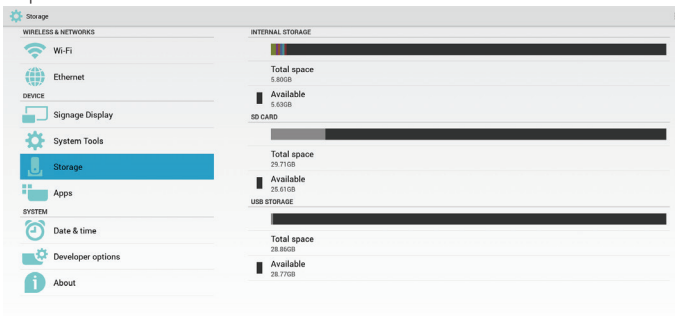 Storage
WIRELESS & NETWORKS
Wi-Fi
Ethernet
DEVICE
Signage Display
System Tools
Storage
Apps
SYSTEM
Date & time
Developer options
About
INTERNAL STORAGE
Total space
5.80GB
Available
5.63GB
SD CARD
Total space
29.71GB
Available
25.61GB
USB STORAGE
Total space
28.86GB
Available
28.77GB